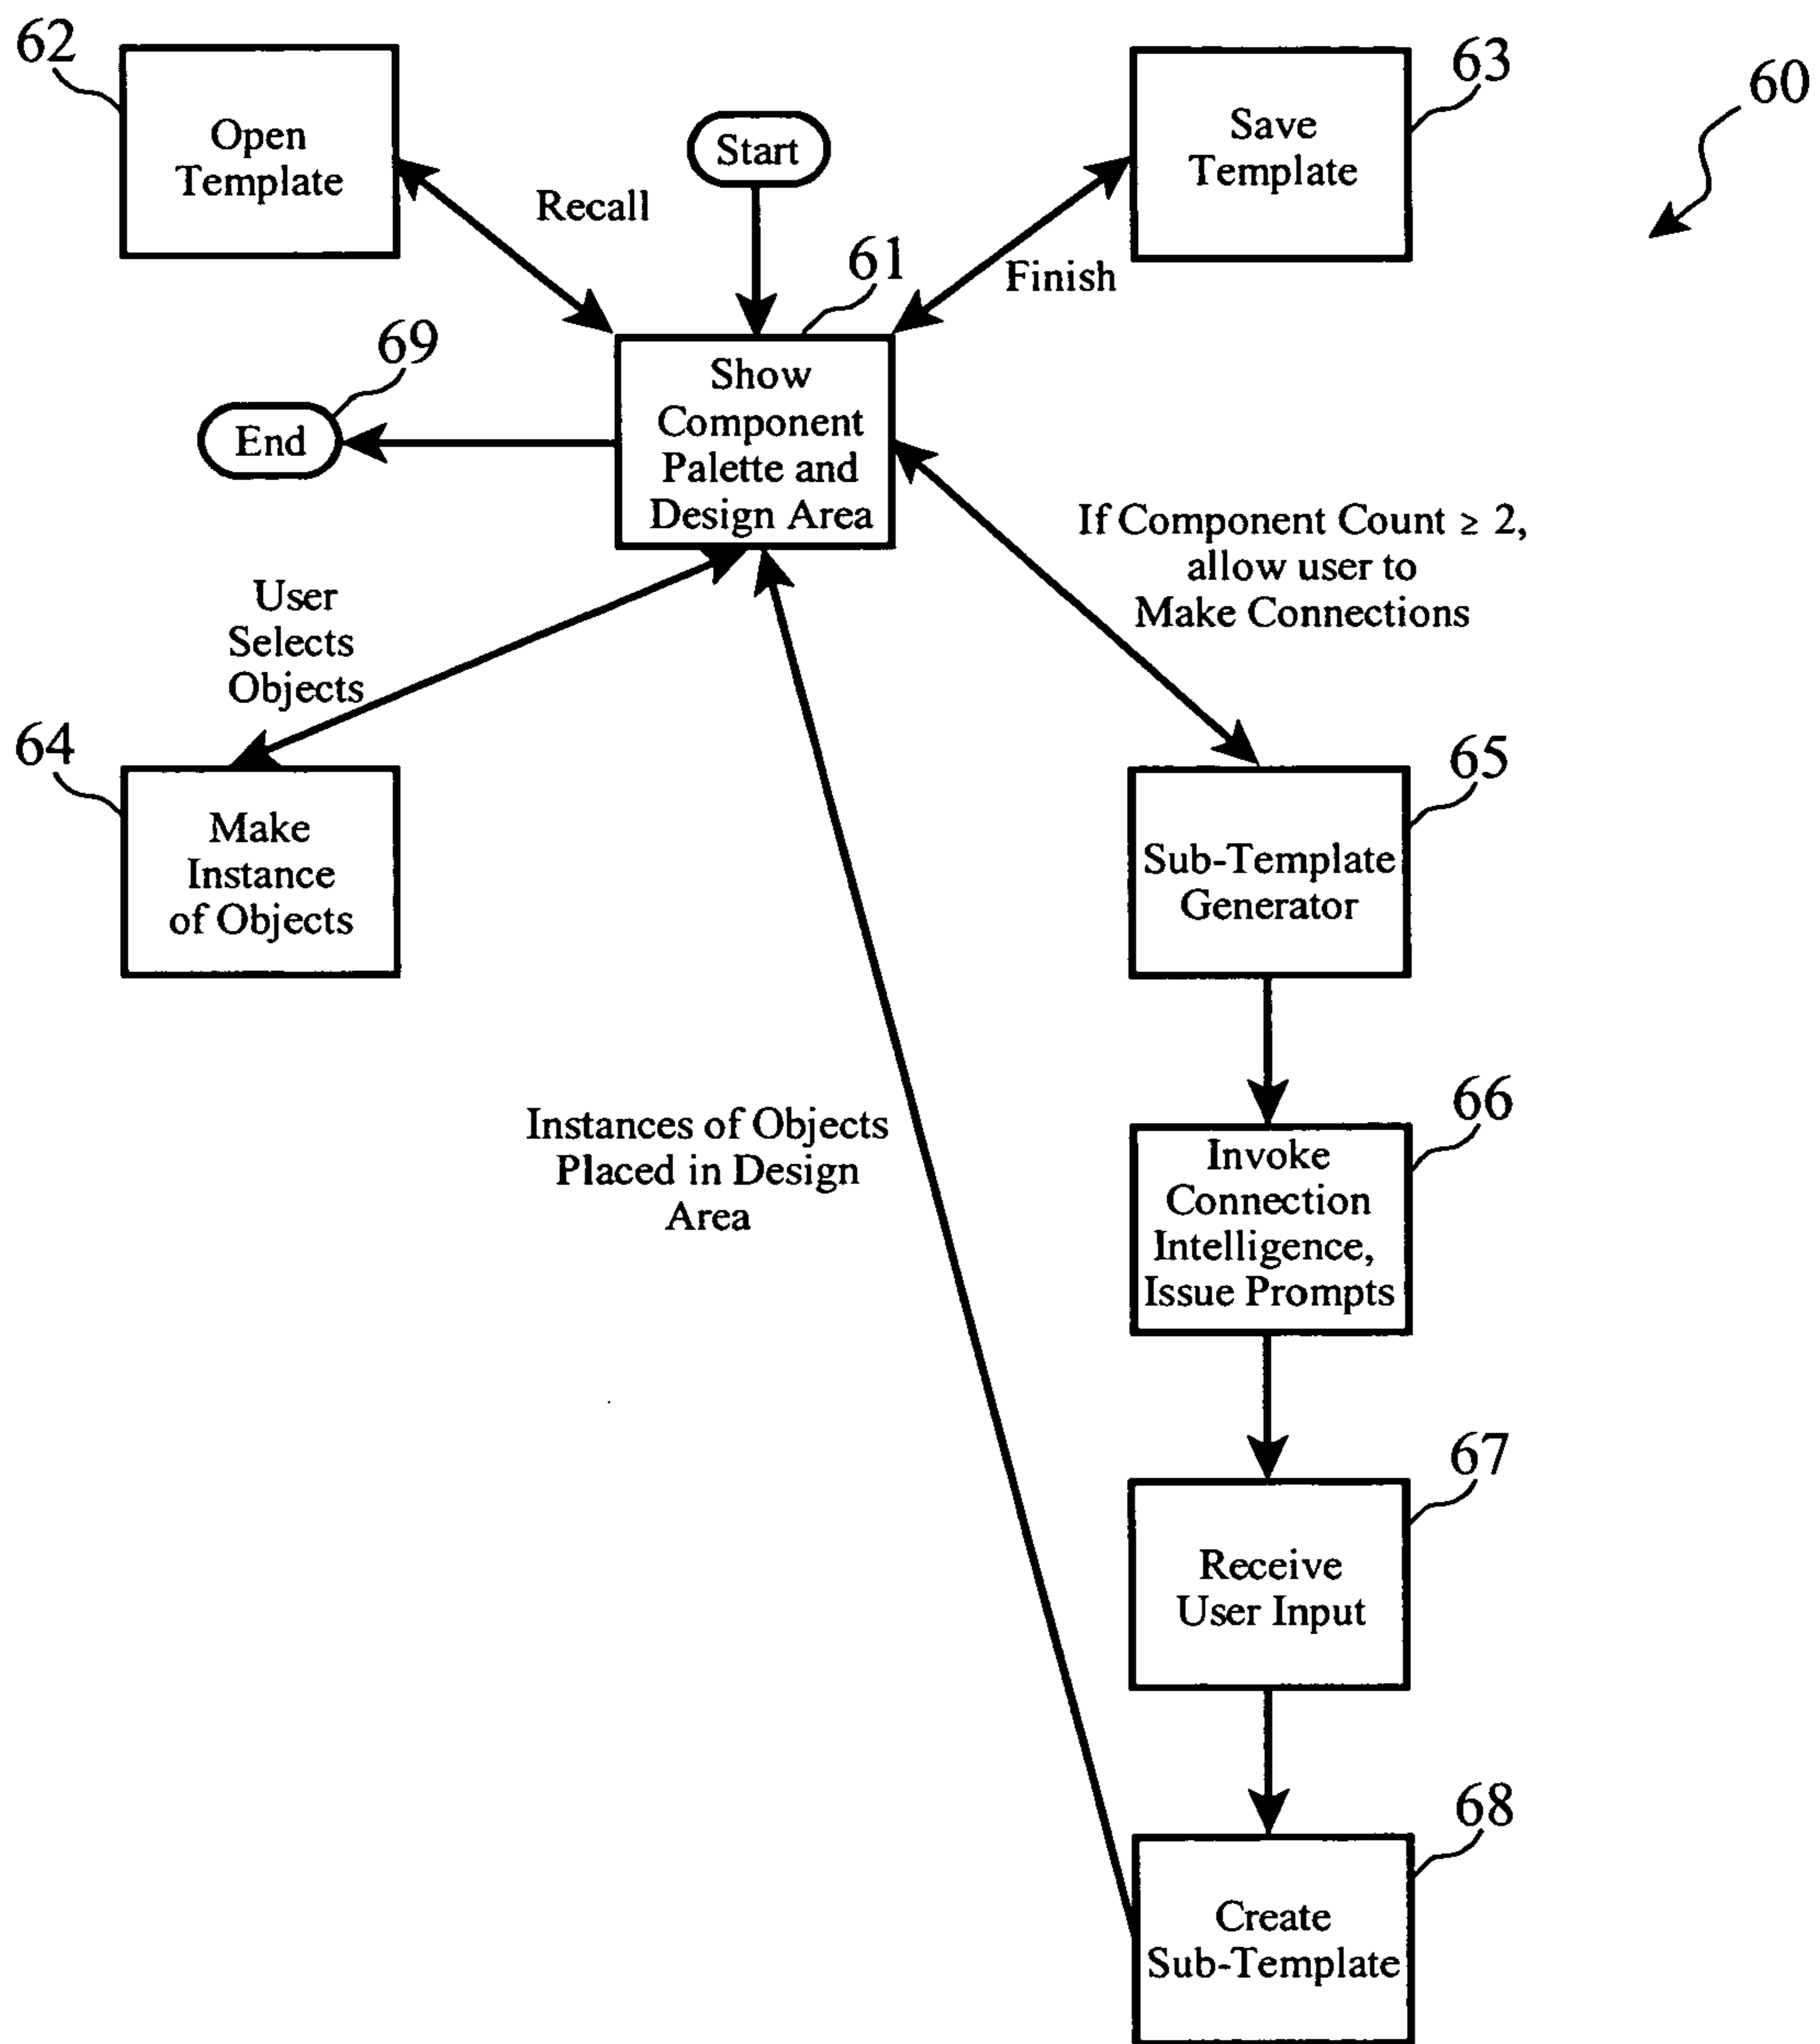 62
Open
Template
Start
63
Save
Template
60
Recall
Finish
61
Show
Component
Palette and
Design Area
69
End
If Component Count ≥ 2,
allow user to
Make Connections
User
Selects
Objects
64
Make
Instance
of Objects
65
Sub-Template
Generator
Instances of Objects
Placed in Design
Area
66
Invoke
Connection
Intelligence,
Issue Prompts
67
Receive
User Input
68
Create
Sub-Template